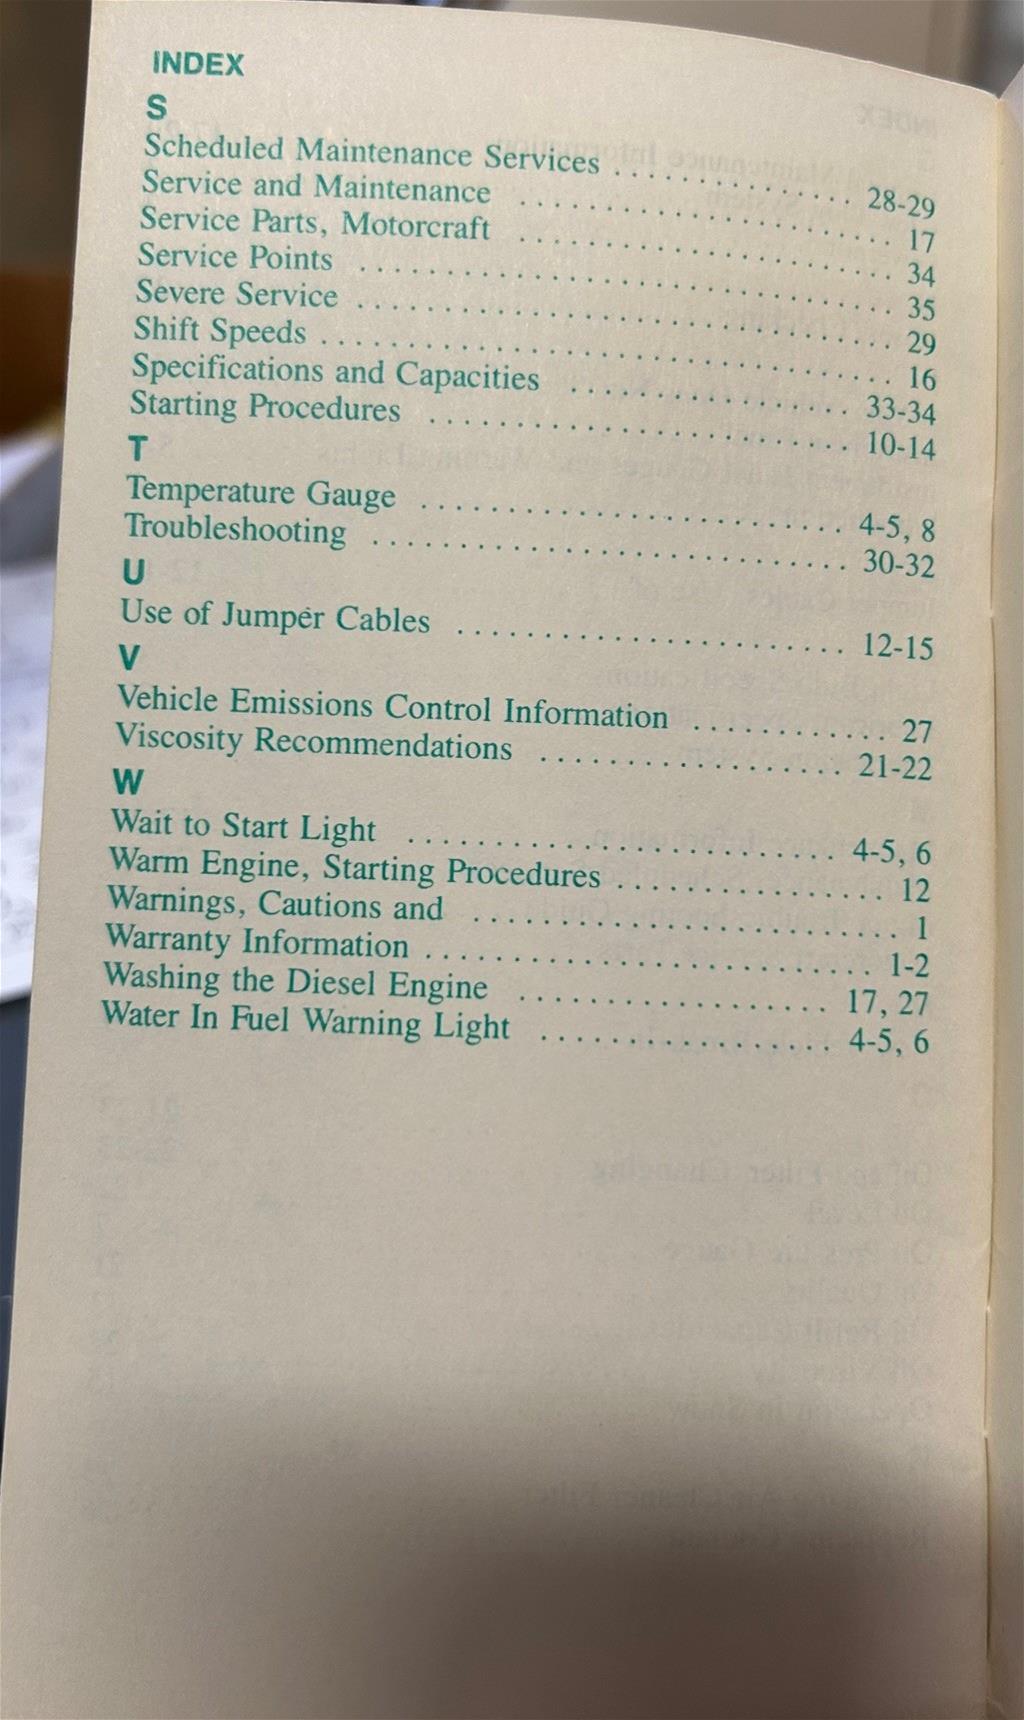 INDEX
S
Scheduled Maintenance Services . . . . . . . . . . . . . . 28-29
Service and Maintenance . . . . . . . . . . . . . . . . . . . . . . 17
Service Parts, Motorcraft . . . . . . . . . . . . . . . . . . . . . . 34
Service Points . . . . . . . . . . . . . . . . . . . . . . . . . . . . . . . 35
Severe Service . . . . . . . . . . . . . . . . . . . . . . . . . . . . . . . 29
Shift Speeds . . . . . . . . . . . . . . . . . . . . . . . . . . . . . . . . . 16
Specifications and Capacities . . . . . . . . . . . . . . . . . 33-34
Starting Procedures . . . . . . . . . . . . . . . . . . . . . . . . . 10-14
T
Temperature Gauge . . . . . . . . . . . . . . . . . . . . . . . . . 4-5, 8
Troubleshooting . . . . . . . . . . . . . . . . . . . . . . . . . . . . 30-32
U
Use of Jumper Cables . . . . . . . . . . . . . . . . . . . . . . . 12-15
V
Vehicle Emissions Control Information . . . . . . . . . . . . 27
Viscosity Recommendations . . . . . . . . . . . . . . . . . . 21-22
W
Wait to Start Light . . . . . . . . . . . . . . . . . . . . . . . . . 4-5, 6
Warm Engine, Starting Procedures . . . . . . . . . . . . . . . . 12
Warnings, Cautions and . . . . . . . . . . . . . . . . . . . . . . . . . 1
Warranty Information . . . . . . . . . . . . . . . . . . . . . . . . . . 1-2
Washing the Diesel Engine . . . . . . . . . . . . . . . . . . 17, 27
Water In Fuel Warning Light . . . . . . . . . . . . . . . . . 4-5, 6